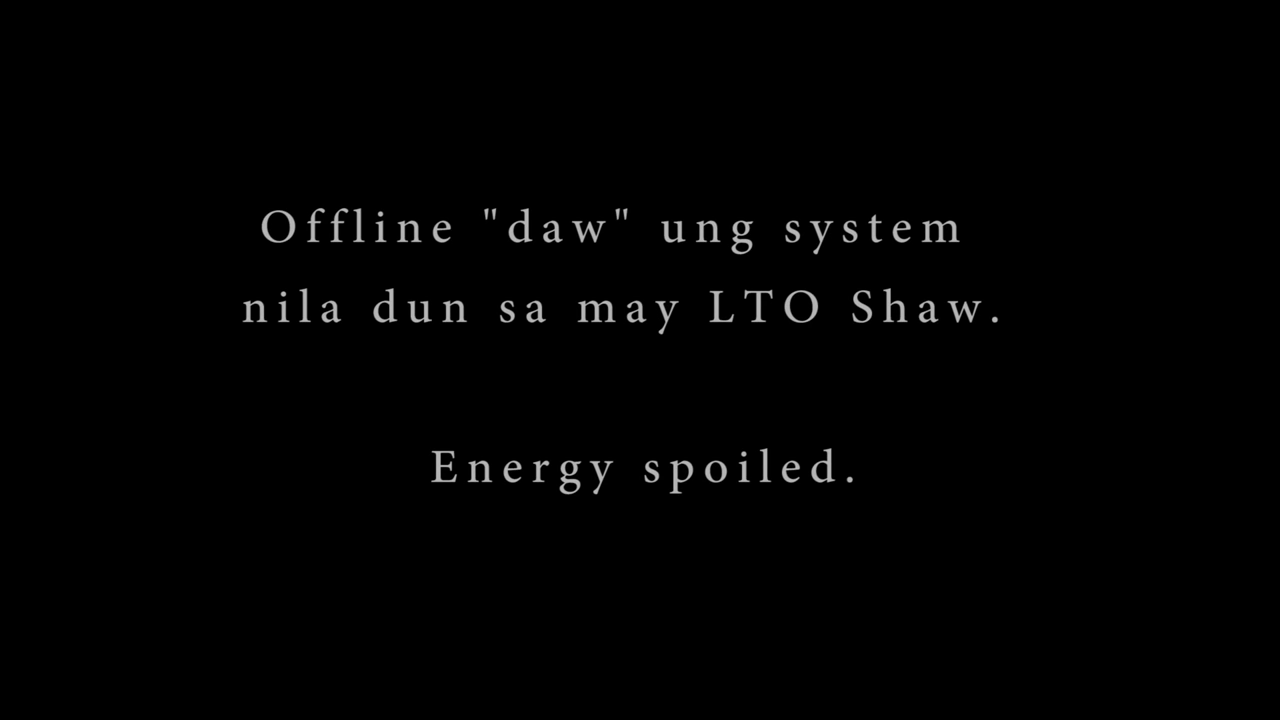 Offline "daw" ung system
nila dun sa may LTO Shaw.
Energy spoiled.